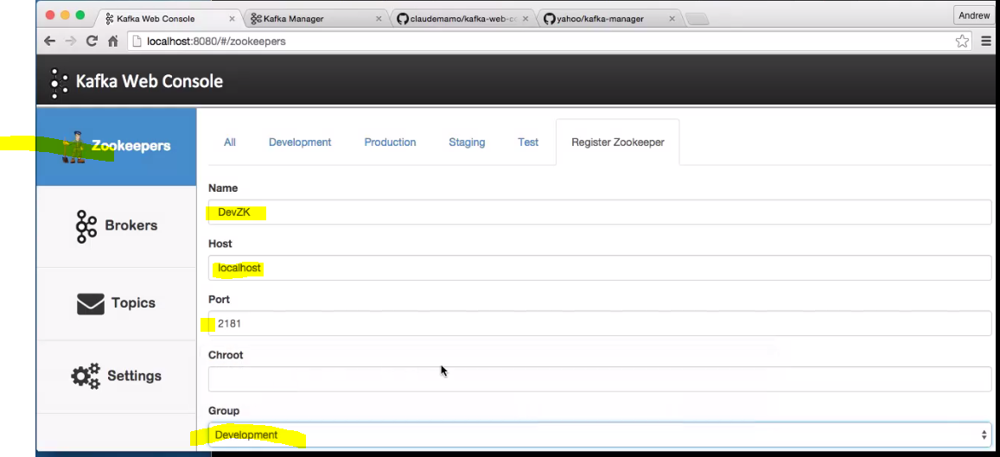 Kafka Web Console
Kafka Manager
claudemamo/kafka-web-co
yahoo/kafka-manager
Andrew
localhost:8080/#/zookeepers
Kafka Web Console
Zookeepers
All Development Production Staging Test Register Zookeeper
Name
DevZK
Brokers
Host
localhost
Topics
Port
2181
Chroot
Settings
Group
Development